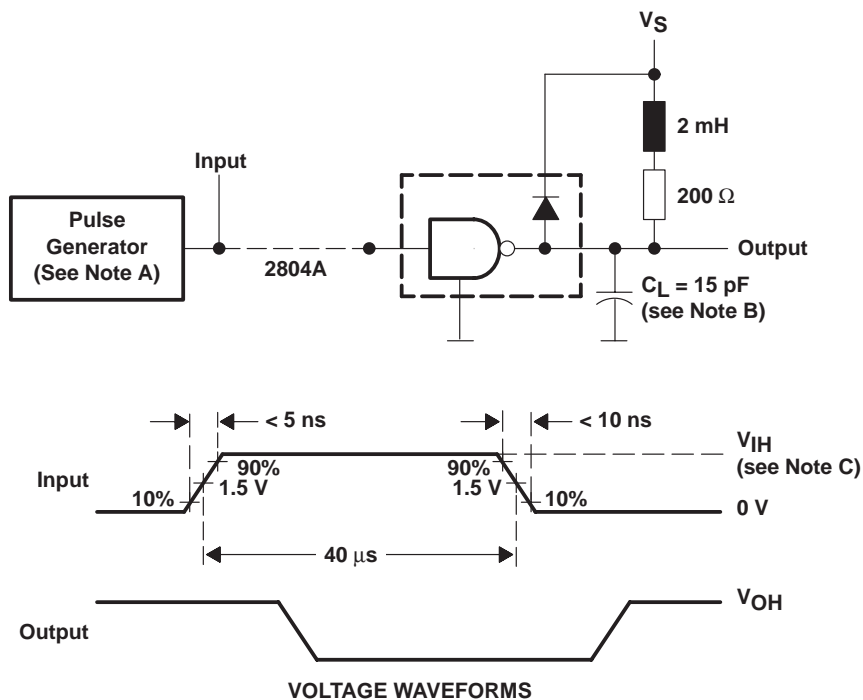 VS
2 mH
Input
200 Ω
Pulse
Generator
(See Note A)
2804A
Output
CL = 15 pF
(see Note B)
< 5 ns
< 10 ns
VIH
(see Note C)
90%
90%
Input
1.5 V
1.5 V
10%
10%
0 V
40 µs
VOH
Output
VOLTAGE WAVEFORMS